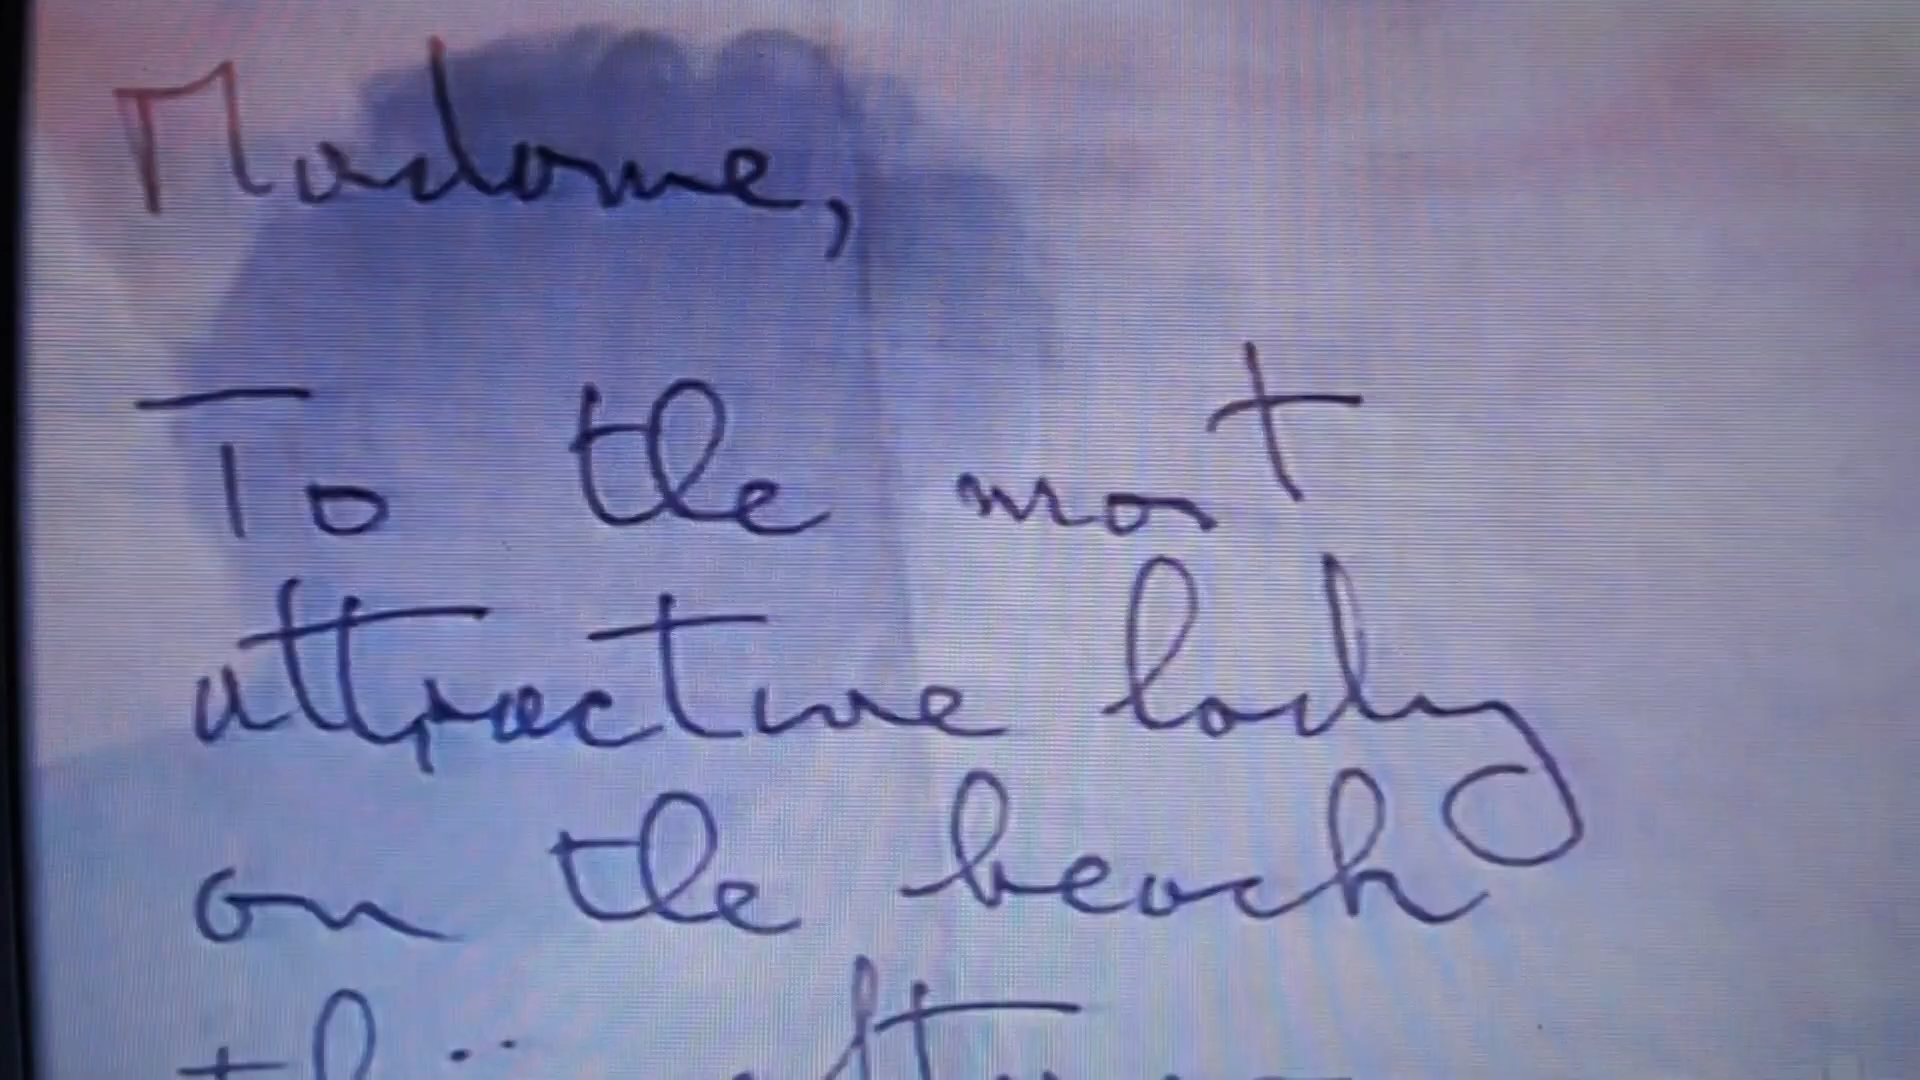 Madame,
To the most
attractive lady
on the beach